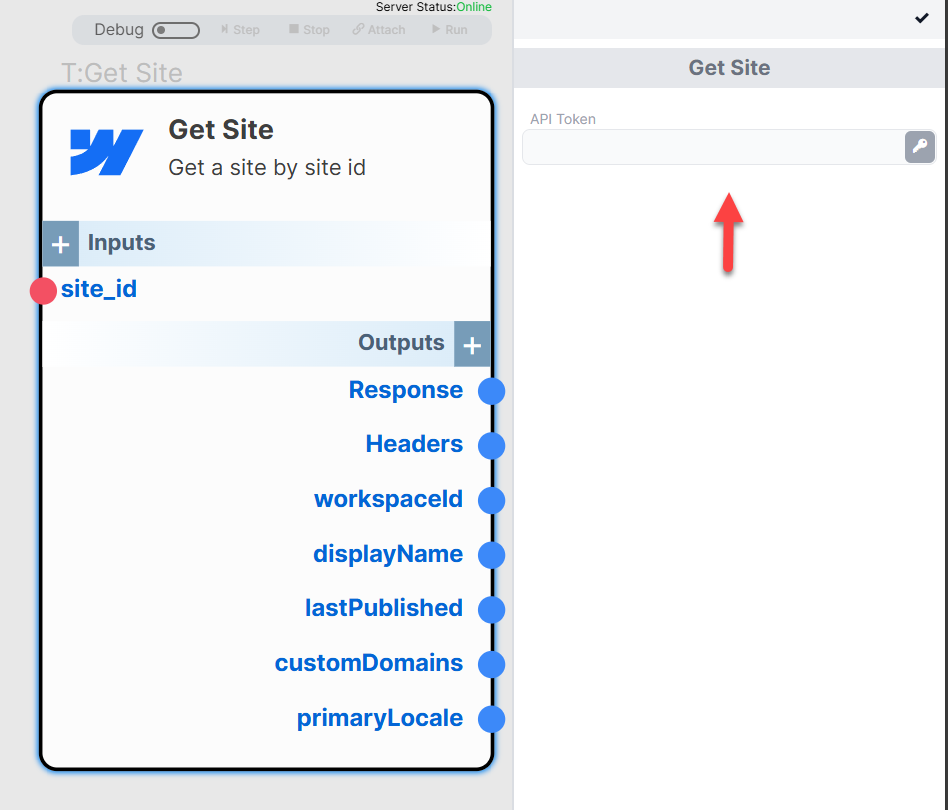 Server Status:Online
Debug Step Stop Attach Run
T:Get Site
Get Site
Get a site by site id
+ Inputs
site_id
Outputs +
Response
Headers
workspaceId
displayName
lastPublished
customDomains
primaryLocale
Get Site
API Token